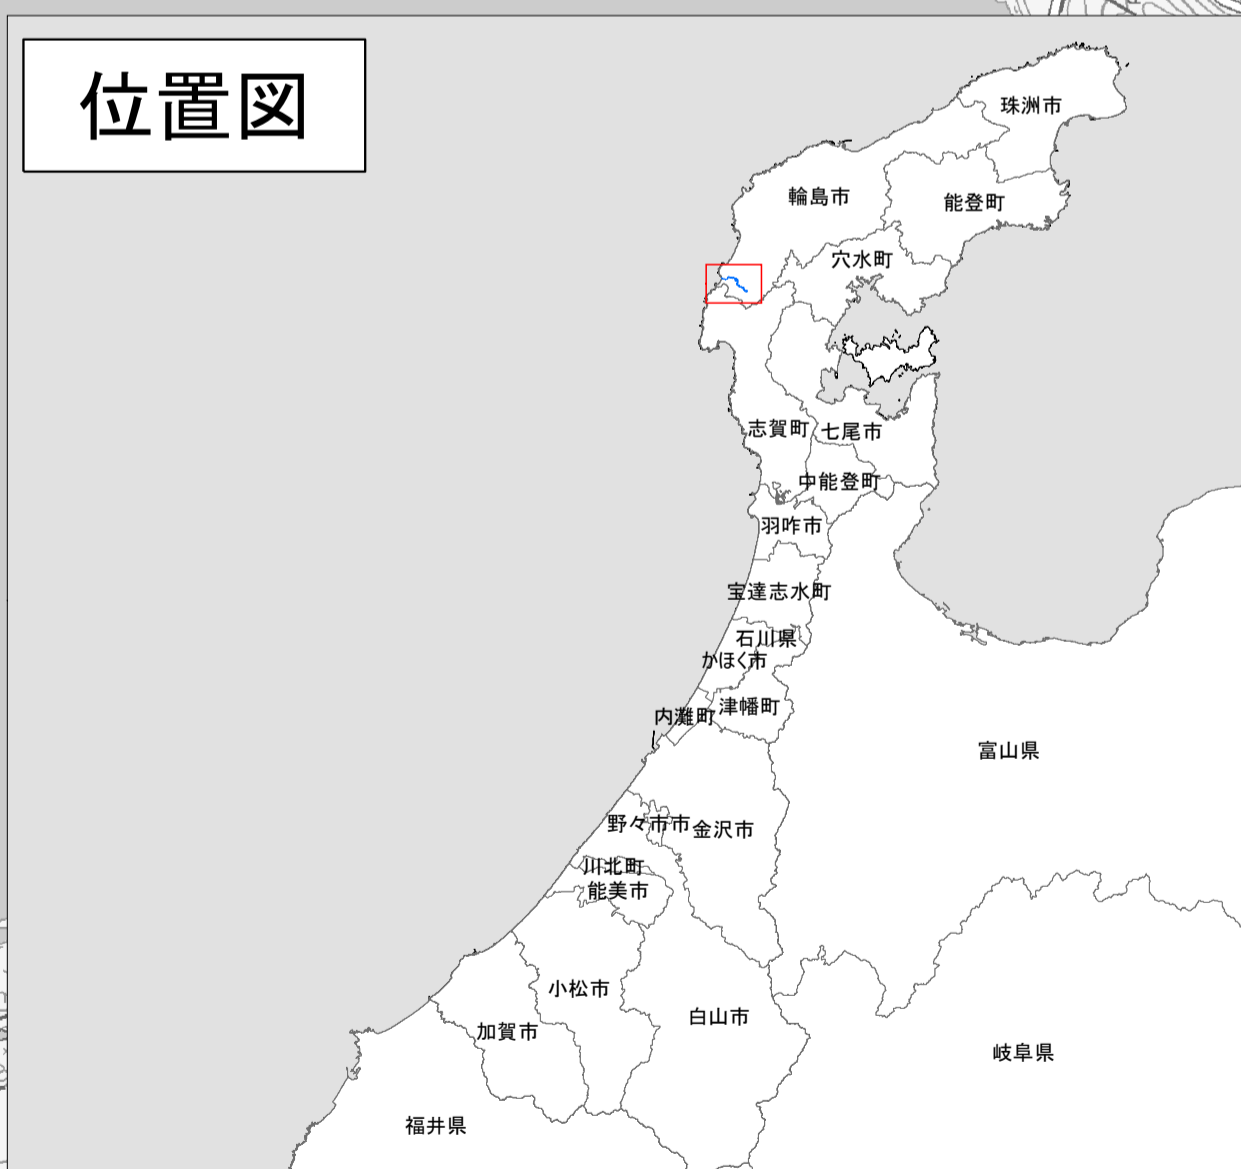 位置図
珠洲市
輪島市
能登町
穴水町
志賀町
七尾市
中能登町
羽咋市
宝達志水町
石川県
かほく市
津幡町
内灘町
富山県
野々市市
金沢市
川北町
能美市
小松市
白山市
加賀市
岐阜県
福井県